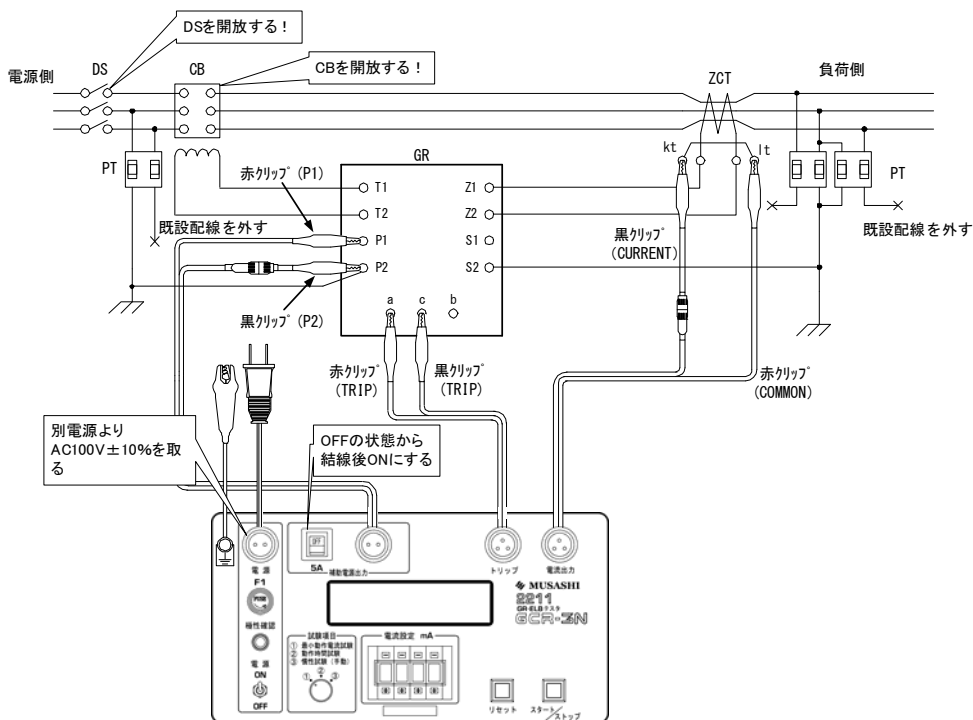 DSを開放する！
CBを開放する！
電源側
DS
CB
ZCT
負荷側
kt
lt
GR
PT
赤ｸﾘｯﾌﾟ(P1)
T1
Z1
PT
T2
Z2
既設配線を外す
P1
S1
既設配線を外す
黒ｸﾘｯﾌﾟ
(CURRENT)
P2
S2
a
c
b
黒ｸﾘｯﾌﾟ(P2)
赤ｸﾘｯﾌﾟ
(TRIP)
黒ｸﾘｯﾌﾟ
(TRIP)
赤ｸﾘｯﾌﾟ
(COMMON)
別電源より
AC100V±10%を取
る
OFFの状態から
結線後ONにする
OFF
電源
5A
補助電源出力
トリップ
電流出力
F1
FUSE
MUSASHI
2211
GR・ELBテスタ
GCR-3N
極性確認
試験項目
① 最小動作電流試験
② 動作時間試験
③ 慣性試験（手動）
① ② ③
電流設定 mA
電源
ON
OFF
リセット
スタート/ストップ